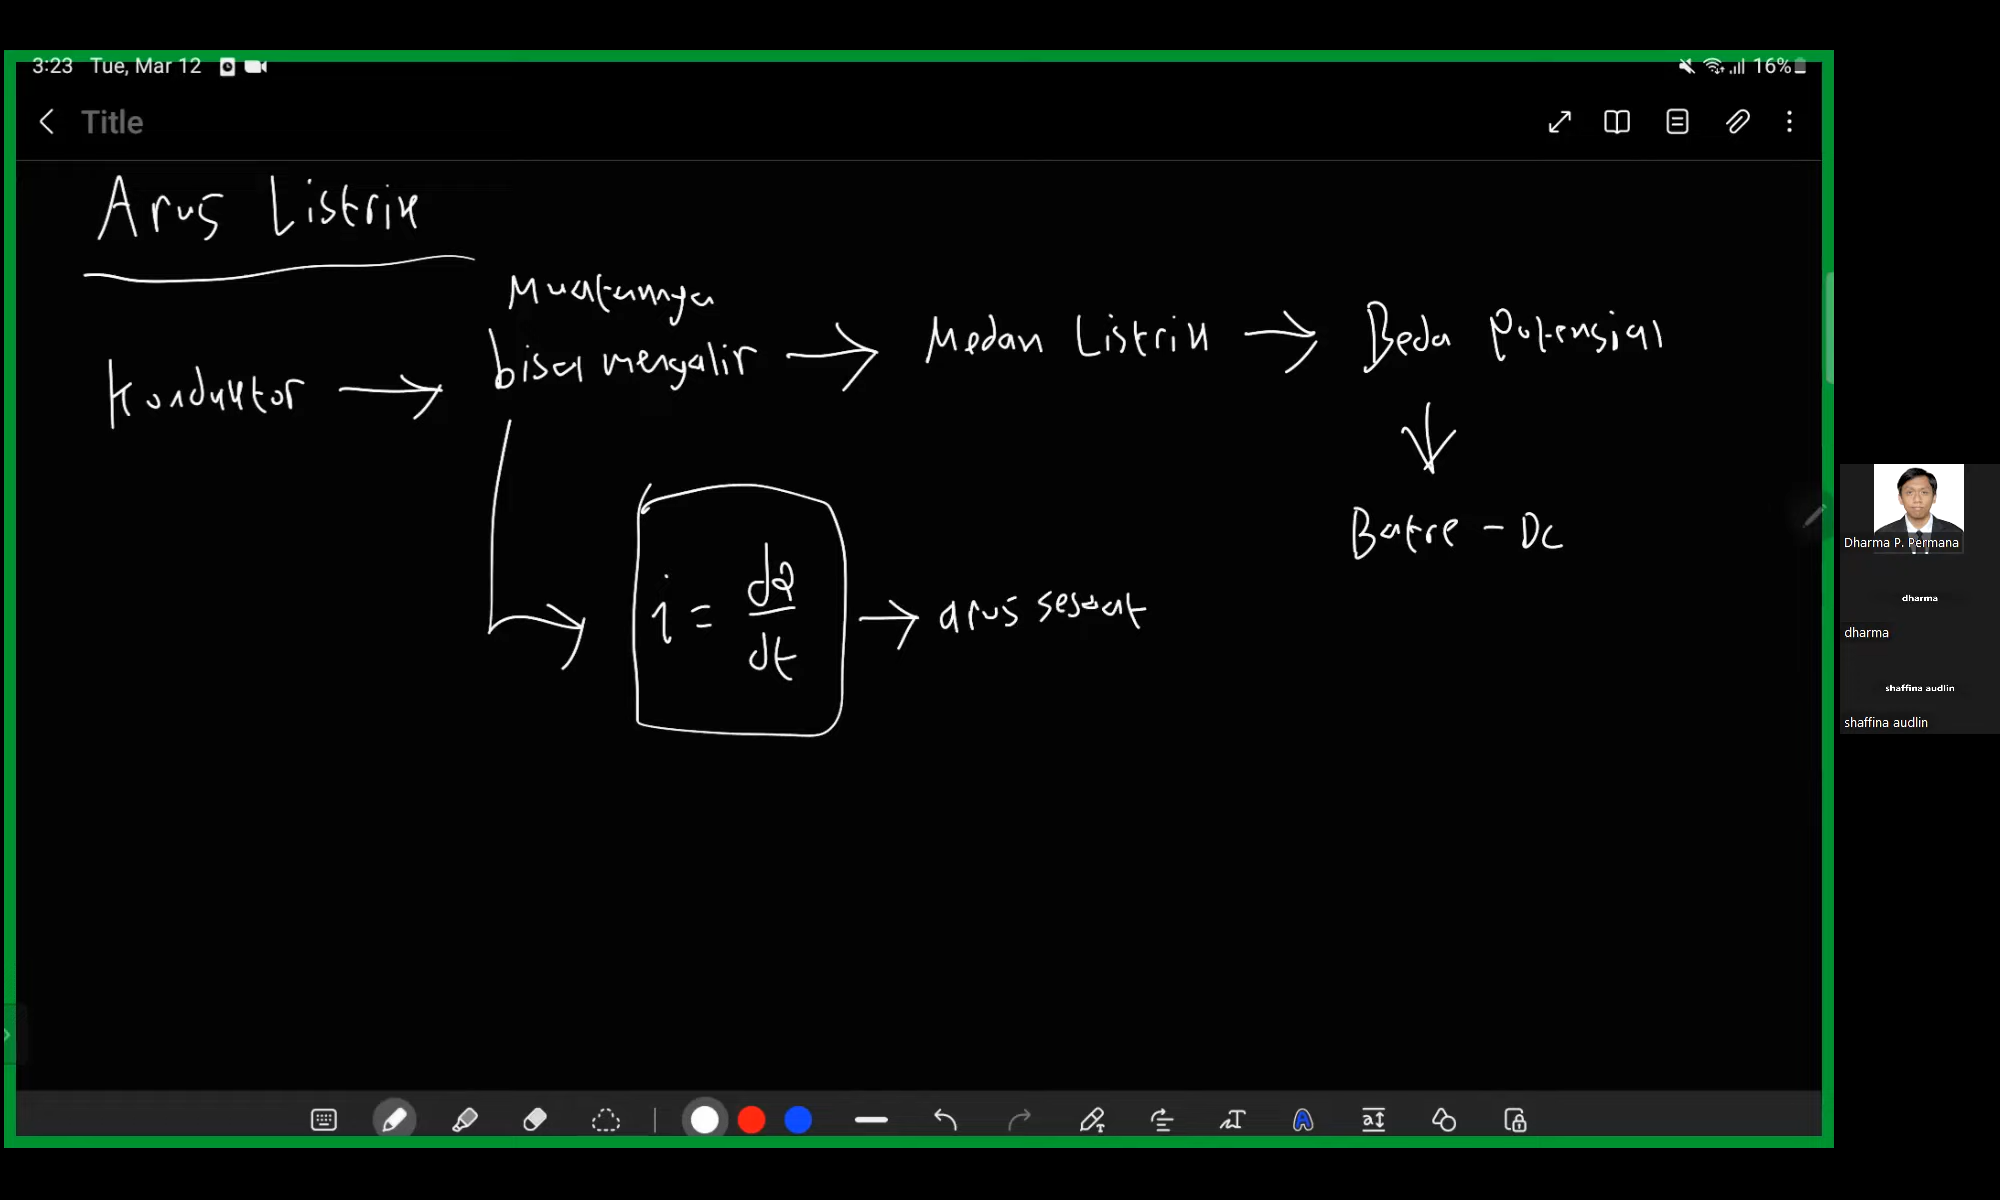 3:23 Tue, Mar 12
16%
Title
Arus Listrik
Muatannya
bisa mengalir → Medan Listrik → Beda Potensial
Konduktor →
Batre - DC
i = dQ/dt → arus sesaat
Dharma P. Permana
dharma
dharma
shaffina audlin
shaffina audlin